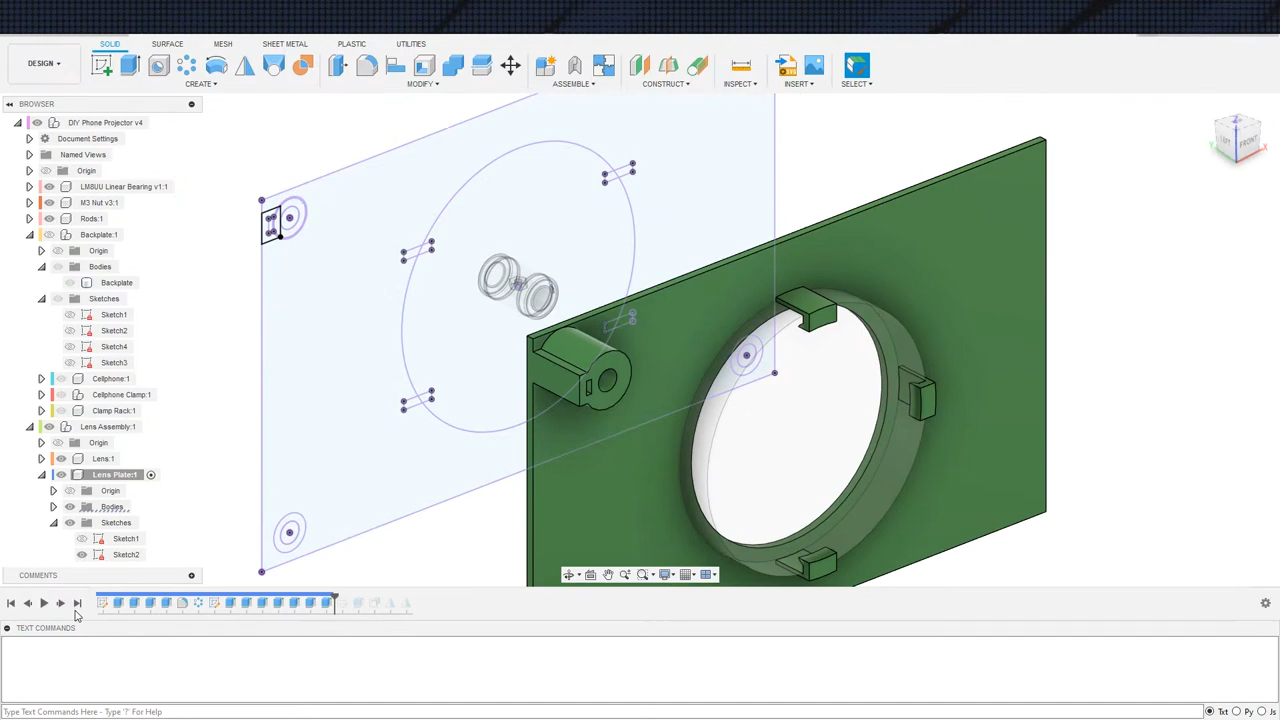 SOLID SURFACE MESH SHEET METAL PLASTIC UTILITIES
DESIGN
CREATE MODIFY ASSEMBLE CONSTRUCT INSPECT INSERT SELECT
BROWSER
DIY Phone Projector v4
Document Settings
Named Views
Origin
LM8UU Linear Bearing v1:1
M3 Nut v3:1
Rods:1
Backplate:1
Origin
Bodies
Backplate
Sketches
Sketch1
Sketch2
Sketch4
Sketch3
Cellphone:1
Cellphone Clamp:1
Clamp Rack:1
Lens Assembly:1
Origin
Lens:1
Lens Plate:1
Origin
Bodies
Sketches
Sketch1
Sketch2
LEFT FRONT
Z
X
COMMENTS
TEXT COMMANDS
Type Text Commands Here - Type '?' For Help
Txt Py Js